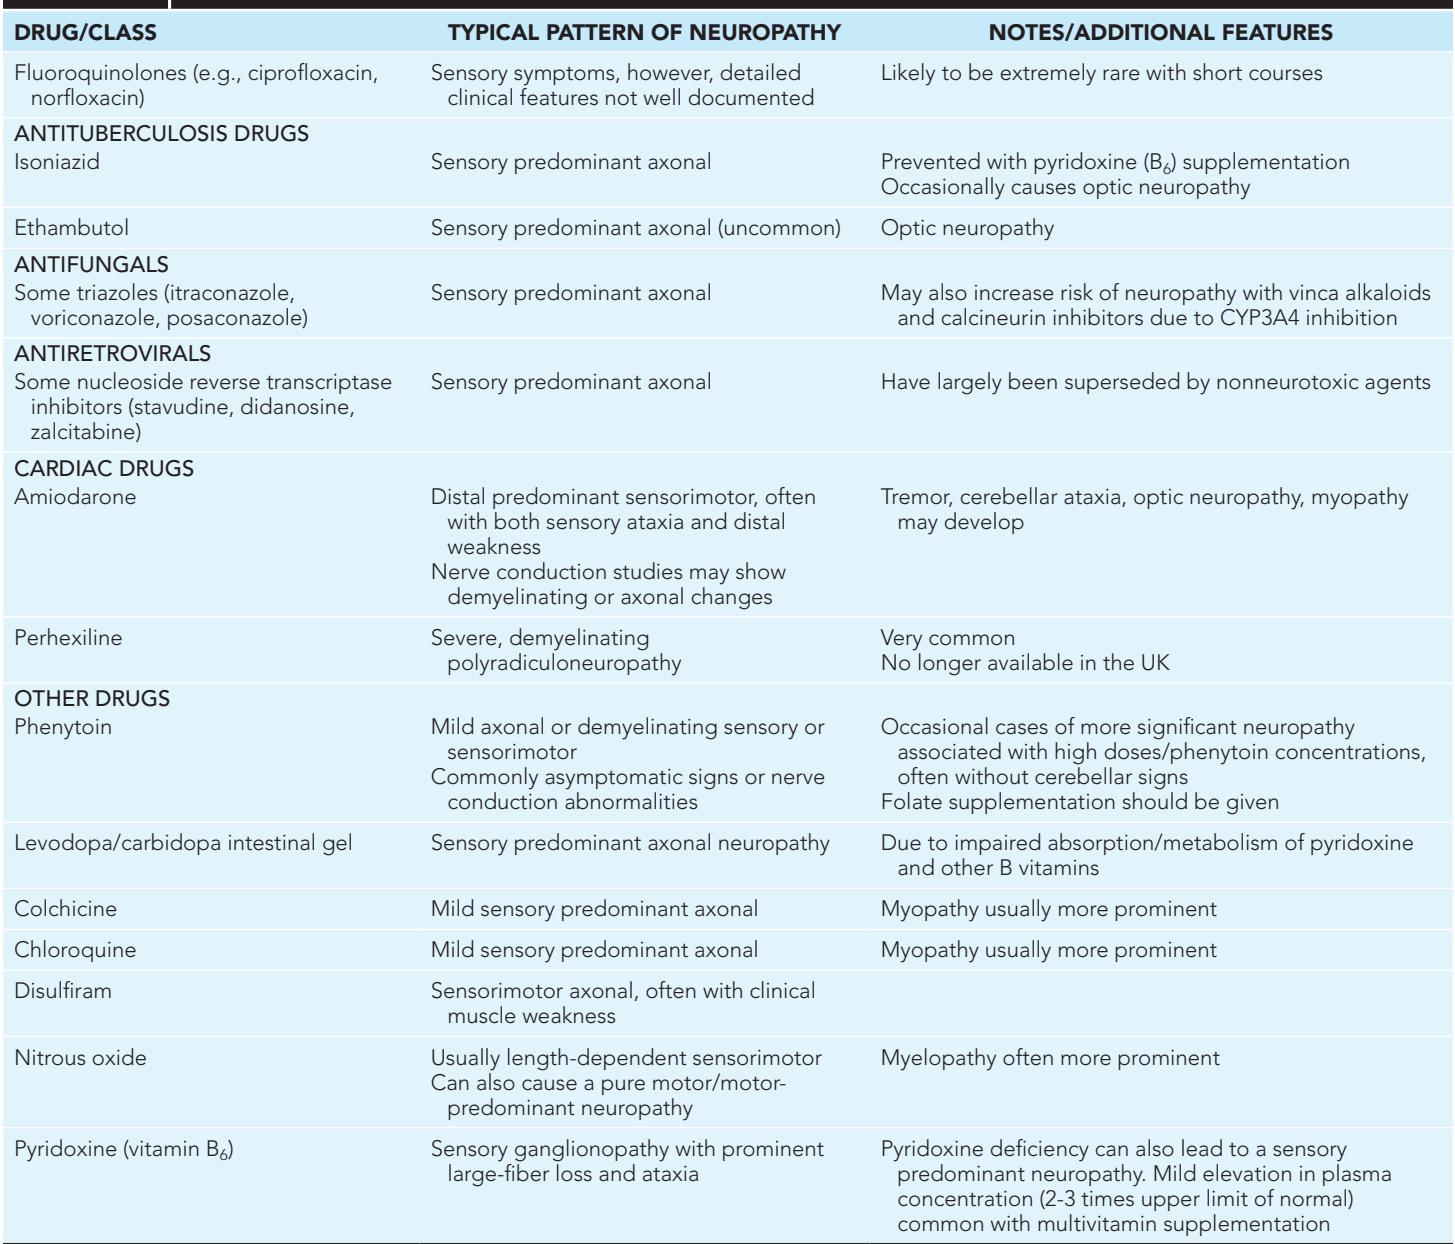 DRUG/CLASS TYPICAL PATTERN OF NEUROPATHY NOTES/ADDITIONAL FEATURES
Fluoroquinolones (e.g., ciprofloxacin,
norfloxacin)
Sensory symptoms, however, detailed
clinical features not well documented
Likely to be extremely rare with short courses
ANTITUBERCULOSIS DRUGS
Isoniazid
Sensory predominant axonal
Prevented with pyridoxine (B₆) supplementation
Occasionally causes optic neuropathy
Ethambutol
Sensory predominant axonal (uncommon)
Optic neuropathy
ANTIFUNGALS
Some triazoles (itraconazole,
voriconazole, posaconazole)
Sensory predominant axonal
May also increase risk of neuropathy with vinca alkaloids
and calcineurin inhibitors due to CYP3A4 inhibition
ANTIRETROVIRALS
Some nucleoside reverse transcriptase
inhibitors (stavudine, didanosine,
zalcitabine)
Sensory predominant axonal
Have largely been superseded by nonneurotoxic agents
CARDIAC DRUGS
Amiodarone
Distal predominant sensorimotor, often
with both sensory ataxia and distal
weakness
Nerve conduction studies may show
demyelinating or axonal changes
Tremor, cerebellar ataxia, optic neuropathy, myopathy
may develop
Perhexiline
Severe, demyelinating
polyradiculoneuropathy
Very common
No longer available in the UK
OTHER DRUGS
Phenytoin
Mild axonal or demyelinating sensory or
sensorimotor
Commonly asymptomatic signs or nerve
conduction abnormalities
Occasional cases of more significant neuropathy
associated with high doses/phenytoin concentrations,
often without cerebellar signs
Folate supplementation should be given
Levodopa/carbidopa intestinal gel
Sensory predominant axonal neuropathy
Due to impaired absorption/metabolism of pyridoxine
and other B vitamins
Colchicine
Mild sensory predominant axonal
Myopathy usually more prominent
Chloroquine
Mild sensory predominant axonal
Myopathy usually more prominent
Disulfiram
Sensorimotor axonal, often with clinical
muscle weakness
Nitrous oxide
Usually length-dependent sensorimotor
Can also cause a pure motor/motor-
predominant neuropathy
Myelopathy often more prominent
Pyridoxine (vitamin B₆)
Sensory ganglionopathy with prominent
large-fiber loss and ataxia
Pyridoxine deficiency can also lead to a sensory
predominant neuropathy. Mild elevation in plasma
concentration (2-3 times upper limit of normal)
common with multivitamin supplementation